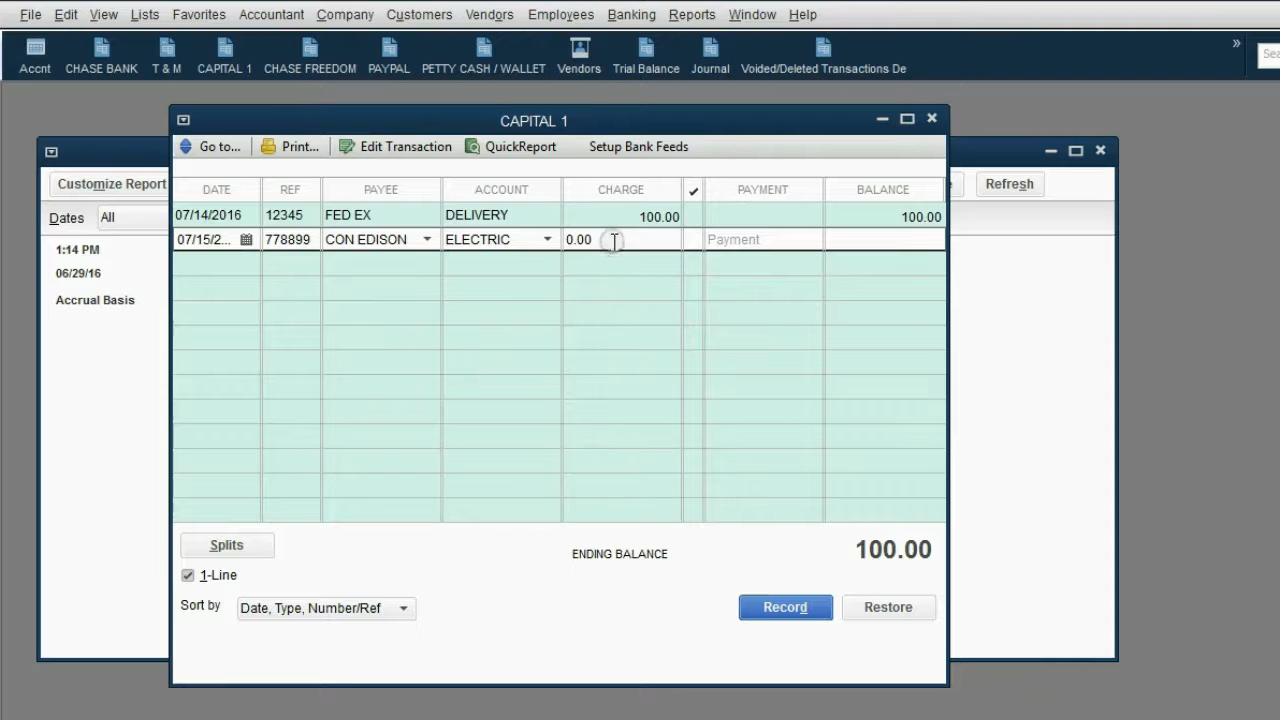 File Edit View Lists Favorites Accountant Company Customers Vendors Employees Banking Reports Window Help
Accnt CHASE BANK T & M CAPITAL 1 CHASE FREEDOM PAYPAL PETTY CASH / WALLET Vendors Trial Balance Journal Voided/Deleted Transactions De
»
Sea
CAPITAL 1
Go to... Print... Edit Transaction QuickReport Setup Bank Feeds
Customize Report
Refresh
Dates All
1:14 PM
06/29/16
Accrual Basis
DATE REF PAYEE ACCOUNT CHARGE ✓ PAYMENT BALANCE
07/14/2016 12345 FED EX DELIVERY 100.00 100.00
07/15/2... 778899 CON EDISON ELECTRIC 0.00 Payment
Splits
ENDING BALANCE 100.00
1-Line
Sort by Date, Type, Number/Ref
Record Restore